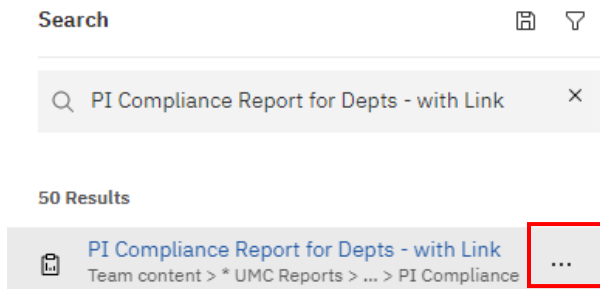 Search
PI Compliance Report for Depts - with Link
50 Results
PI Compliance Report for Depts - with Link
Team content > * UMC Reports > ... > PI Compliance